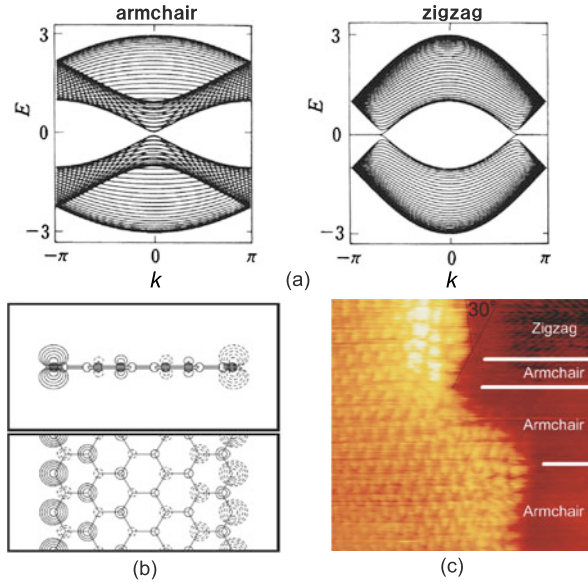 armchair
zigzag
3
E
0
−3
−π
0
π
k
3
E
0
−3
−π
0
π
k
(a)
30°
Zigzag
Armchair
Armchair
Armchair
(b)
(c)